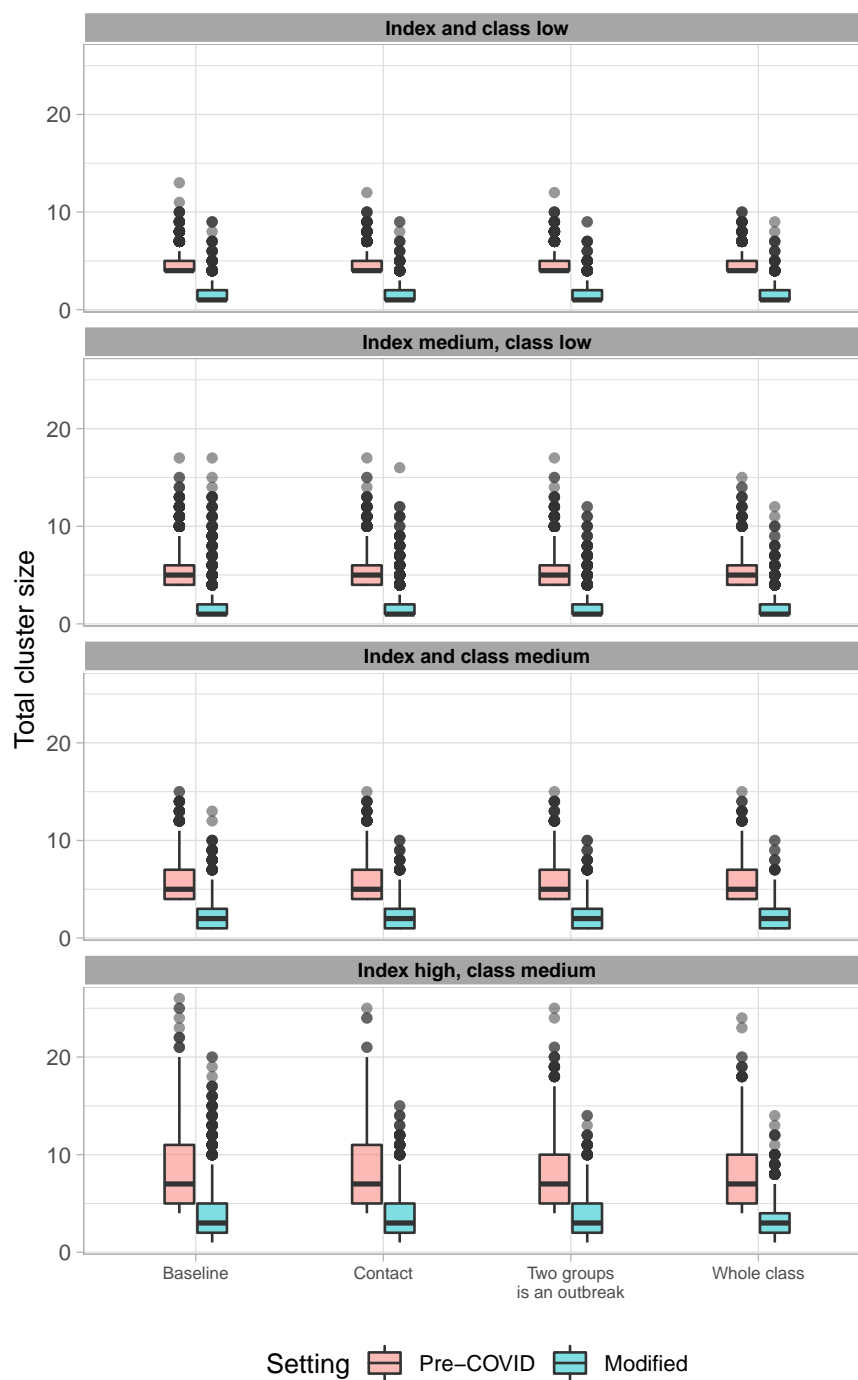 Index and class low
20
10
0
Index medium, class low
20
10
0
Index and class medium
20
10
0
Index high, class medium
20
10
0
Total cluster size
Baseline
Contact
Two groups
is an outbreak
Whole class
Setting
Pre−COVID
Modified